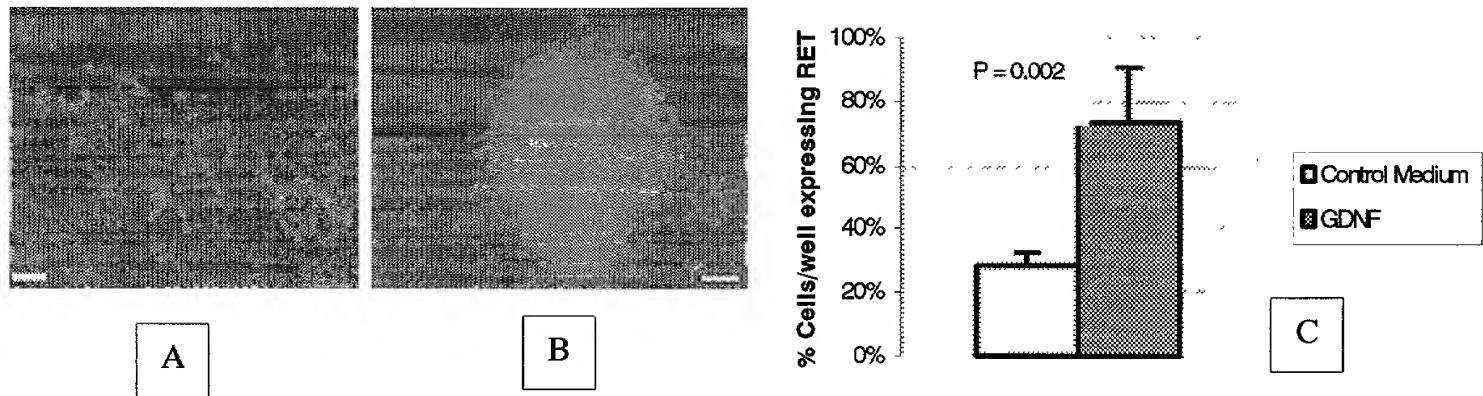 A
B
% Cells/well expressing RET
100%
80%
60%
40%
20%
0%
P = 0.002
Control Medium
GDNF
C